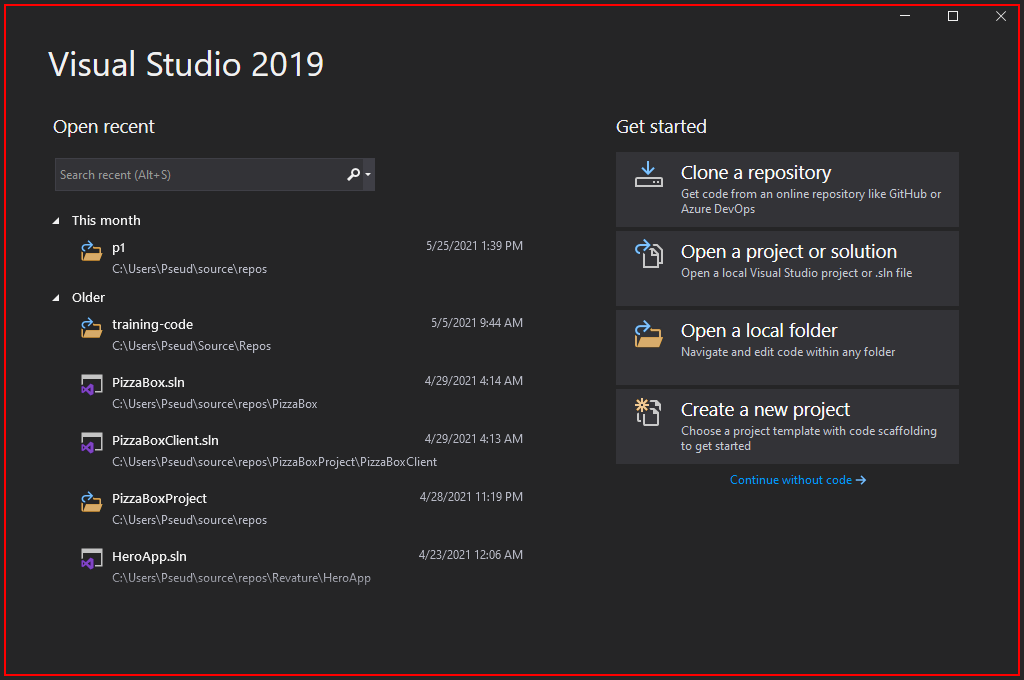 Visual Studio 2019
Open recent
Search recent (Alt+S)
This month
p1 5/25/2021 1:39 PM
C:\Users\Pseud\source\repos
Older
training-code 5/5/2021 9:44 AM
C:\Users\Pseud\Source\Repos
PizzaBox.sln 4/29/2021 4:14 AM
C:\Users\Pseud\source\repos\PizzaBox
PizzaBoxClient.sln 4/29/2021 4:13 AM
C:\Users\Pseud\source\repos\PizzaBoxProject\PizzaBoxClient
PizzaBoxProject 4/28/2021 11:19 PM
C:\Users\Pseud\source\repos
HeroApp.sln 4/23/2021 12:06 AM
C:\Users\Pseud\source\repos\Revature\HeroApp
Get started
Clone a repository
Get code from an online repository like GitHub or
Azure DevOps
Open a project or solution
Open a local Visual Studio project or .sln file
Open a local folder
Navigate and edit code within any folder
Create a new project
Choose a project template with code scaffolding
to get started
Continue without code →